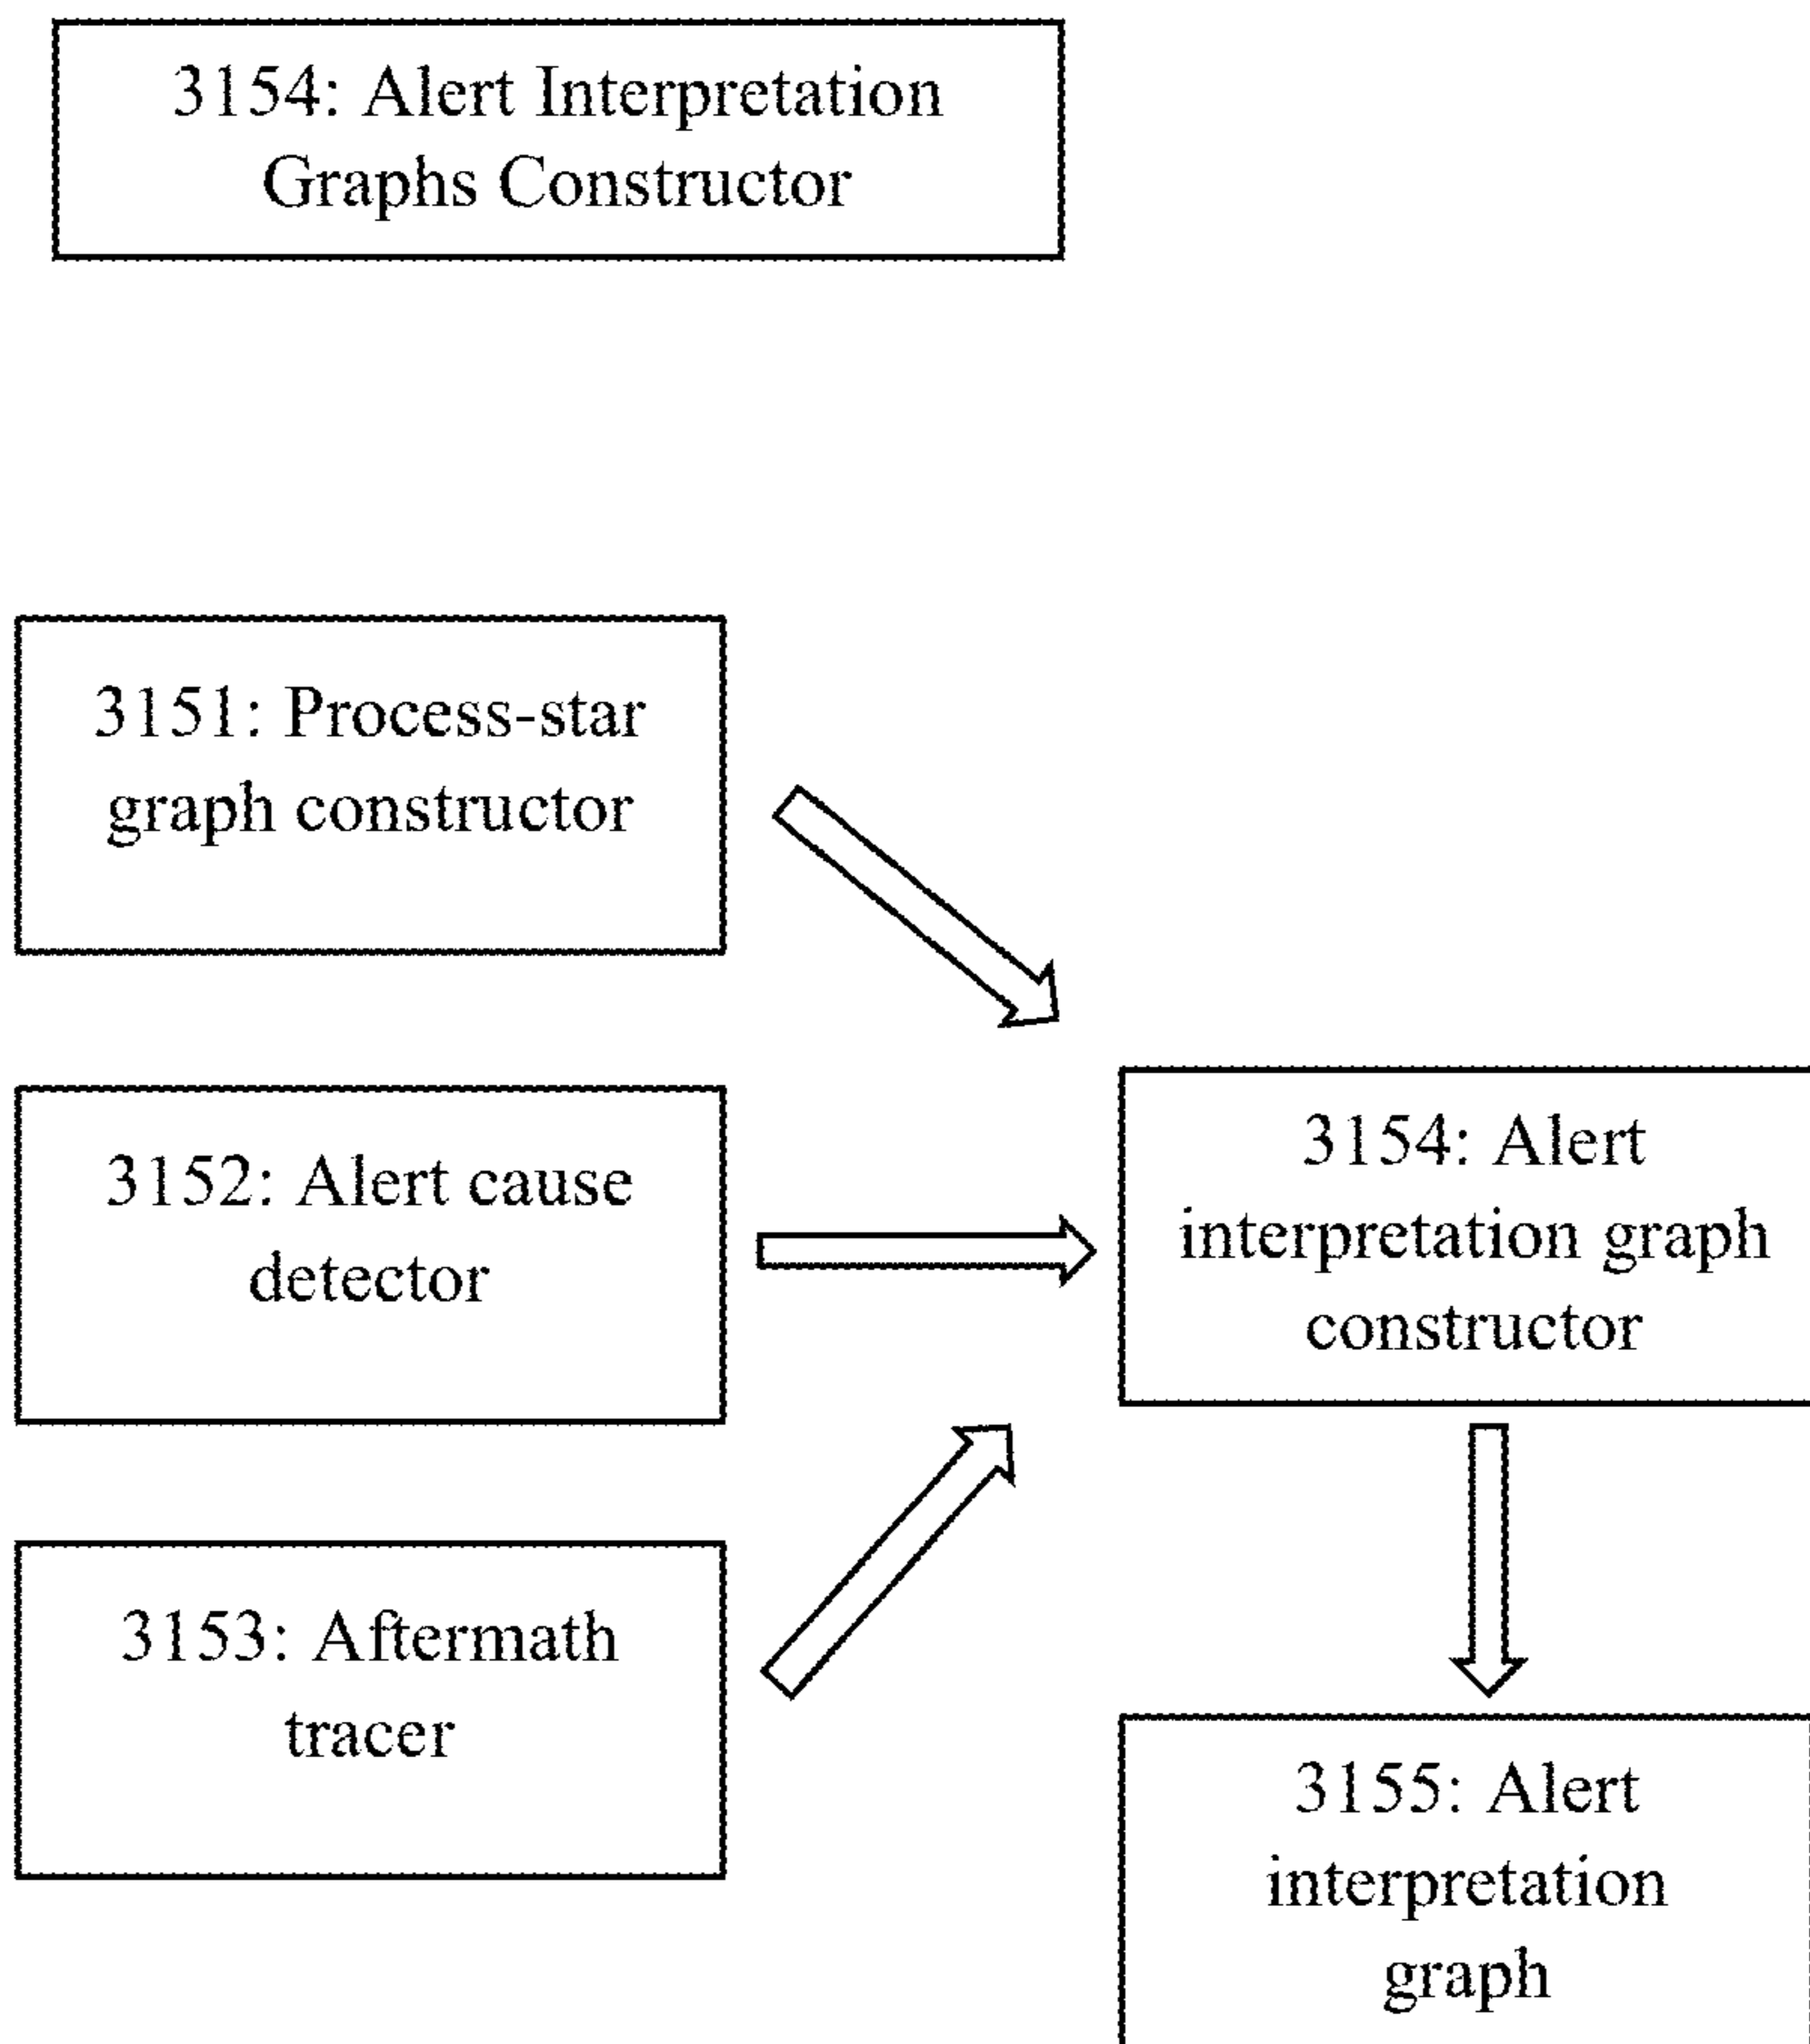 3154: Alert Interpretation
Graphs Constructor
3151: Process-star
graph constructor
3152: Alert cause
detector
3154: Alert
interpretation graph
constructor
3153: Aftermath
tracer
3155: Alert
interpretation
graph